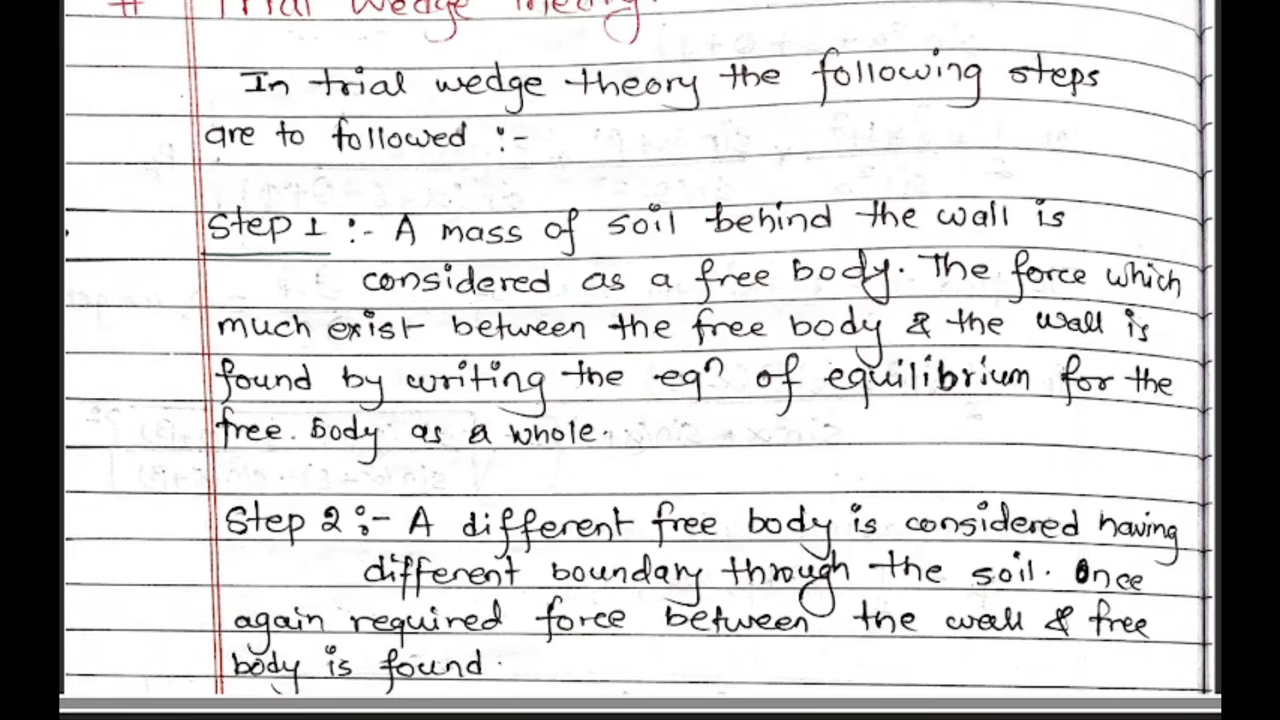 # Trial Wedge Theory.
In trial wedge theory the following steps
are to followed :-
Step 1 :- A mass of soil behind the wall is
considered as a free body. The force which
much exist between the free body & the wall is
found by writing the eqn of equilibrium for the
free body as a whole.
Step 2 :- A different free body is considered having
different boundary through the soil. Once
again required force between the wall & free
body is found.